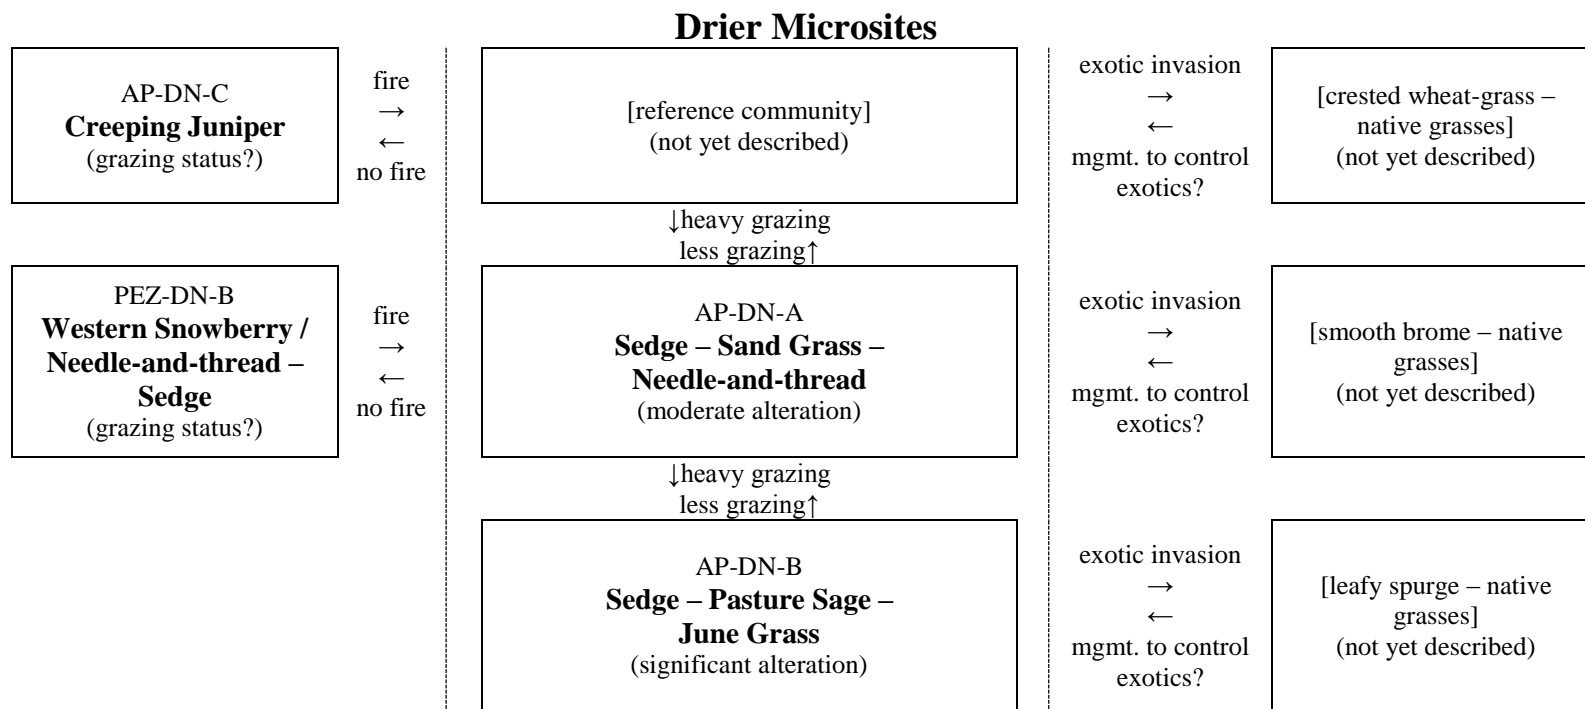 Drier Microsites
AP-DN-C
Creeping Juniper
(grazing status?)
fire
→
←
no fire
[reference community]
(not yet described)
exotic invasion
→
←
mgmt. to control
exotics?
[crested wheat-grass –
native grasses]
(not yet described)
↓heavy grazing
less grazing↑
PEZ-DN-B
Western Snowberry /
Needle-and-thread –
Sedge
(grazing status?)
fire
→
←
no fire
AP-DN-A
Sedge – Sand Grass –
Needle-and-thread
(moderate alteration)
exotic invasion
→
←
mgmt. to control
exotics?
[smooth brome – native
grasses]
(not yet described)
↓heavy grazing
less grazing↑
AP-DN-B
Sedge – Pasture Sage –
June Grass
(significant alteration)
exotic invasion
→
←
mgmt. to control
exotics?
[leafy spurge – native
grasses]
(not yet described)